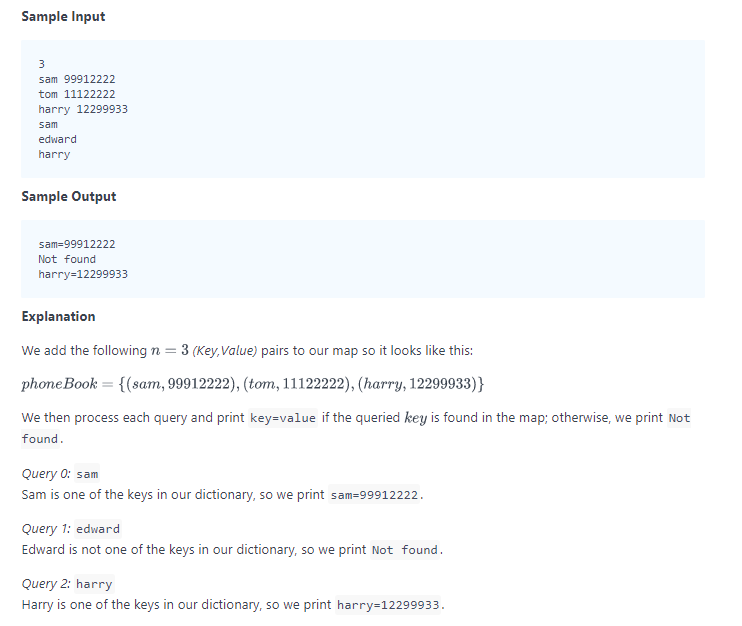 Sample Input
3
sam 99912222
tom 11122222
harry 12299933
sam
edward
harry
Sample Output
sam=99912222
Not found
harry=12299933
Explanation
We add the following n = 3 (Key,Value) pairs to our map so it looks like this:
phoneBook = {(sam, 99912222), (tom, 11122222), (harry, 12299933)}
We then process each query and print key=value if the queried key is found in the map; otherwise, we print Not
found.
Query 0: sam
Sam is one of the keys in our dictionary, so we print sam=99912222.
Query 1: edward
Edward is not one of the keys in our dictionary, so we print Not found.
Query 2: harry
Harry is one of the keys in our dictionary, so we print harry=12299933.